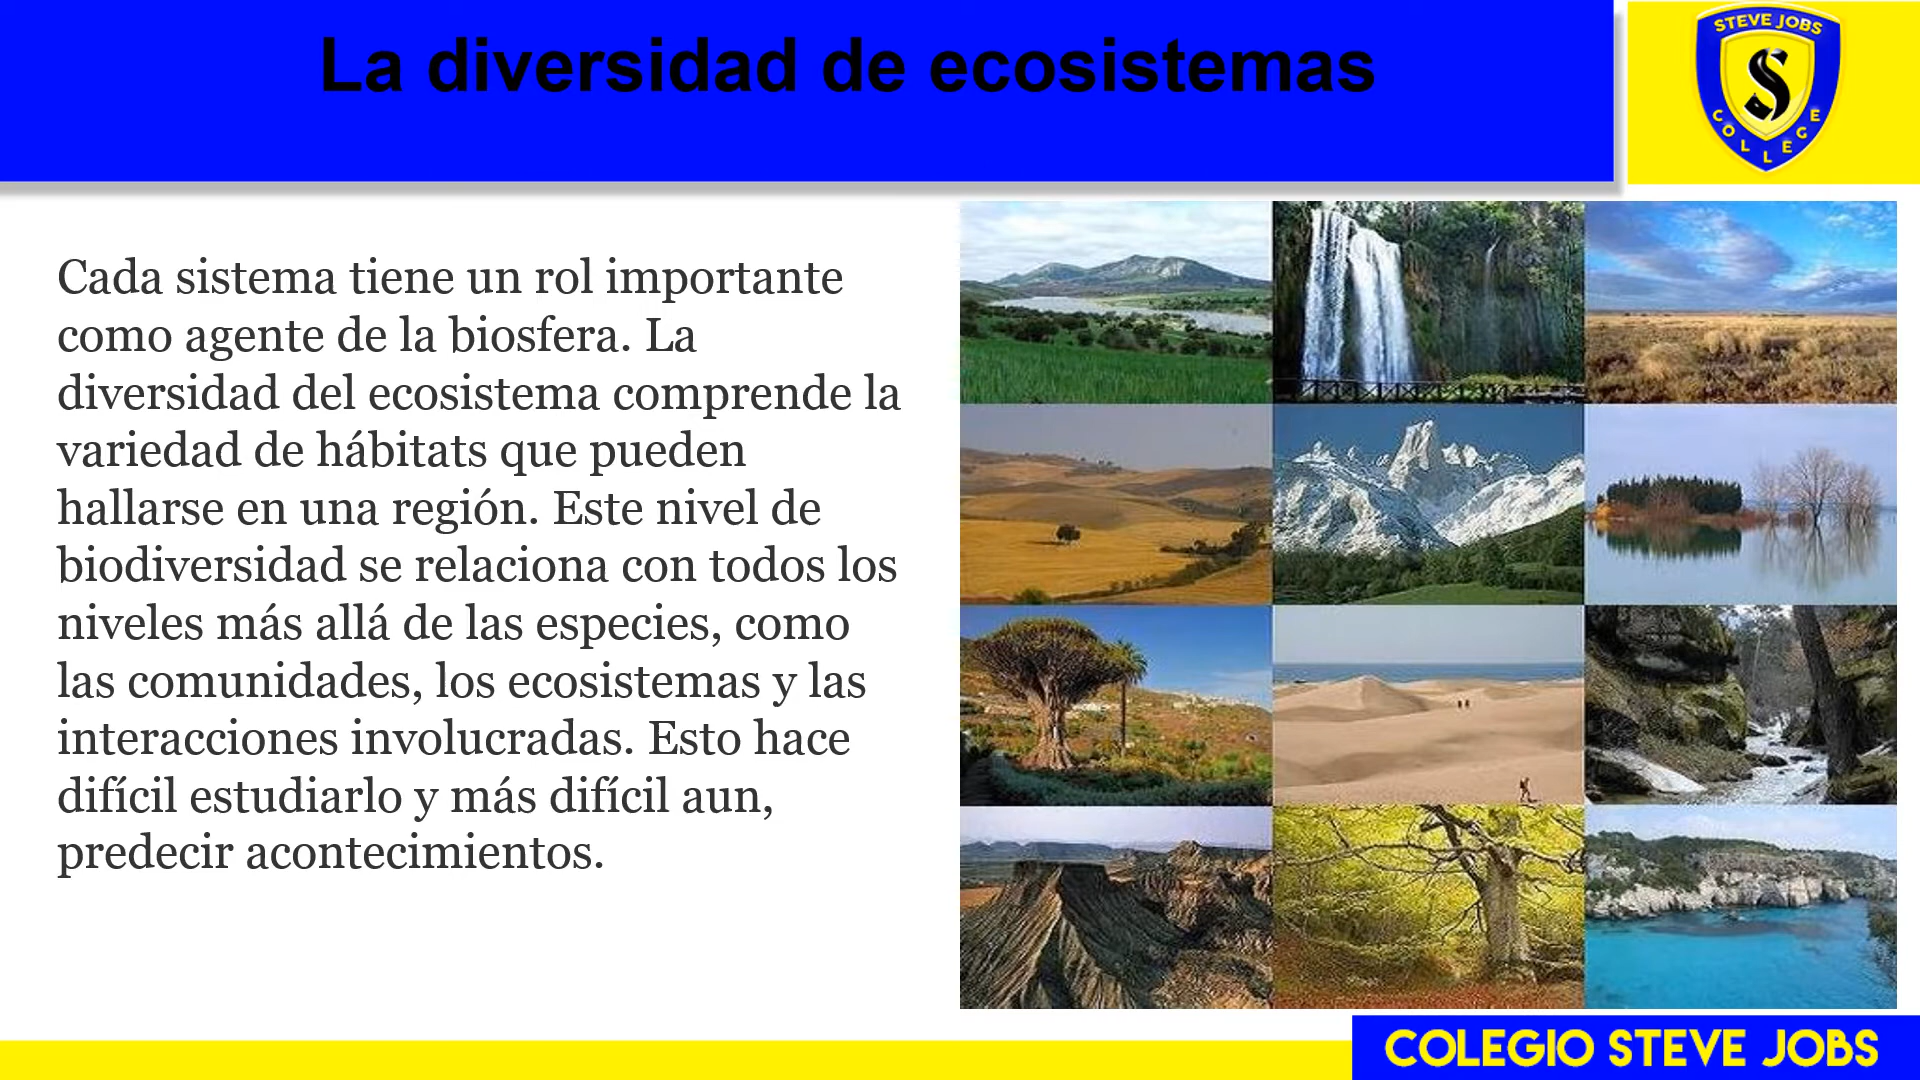 La diversidad de ecosistemas
STEVE JOBS
S
COLLEGE
Cada sistema tiene un rol importante
como agente de la biosfera. La
diversidad del ecosistema comprende la
variedad de hábitats que pueden
hallarse en una región. Este nivel de
biodiversidad se relaciona con todos los
niveles más allá de las especies, como
las comunidades, los ecosistemas y las
interacciones involucradas. Esto hace
difícil estudiarlo y más difícil aun,
predecir acontecimientos.
COLEGIO STEVE JOBS